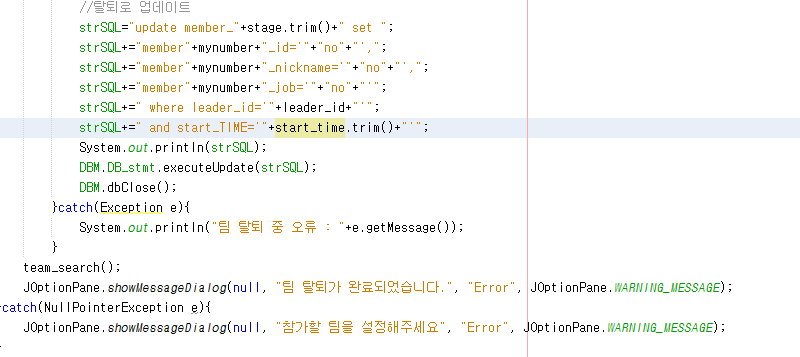 //탈퇴로 업데이트
strSQL="update member_"+stage.trim()+" set ";
strSQL+="member"+mynumber+"_id='"+"no"+"',";
strSQL+="member"+mynumber+"_nickname='"+"no"+"',";
strSQL+="member"+mynumber+"_job='"+"no"+"'";
strSQL+=" where leader_id='"+leader_id+"'";
strSQL+=" and start_TIME='"+start_time.trim()+"'";
System.out.println(strSQL);
DBM.DB_stmt.executeUpdate(strSQL);
DBM.dbClose();
}catch(Exception e){
System.out.println("팀 탈퇴 중 오류 : "+e.getMessage());
}
team_search();
JOptionPane.showMessageDialog(null, "팀 탈퇴가 완료되었습니다.", "Error", JOptionPane.WARNING_MESSAGE);
catch(NullPointerException e){
JOptionPane.showMessageDialog(null, "참가할 팀을 설정해주세요", "Error", JOptionPane.WARNING_MESSAGE);